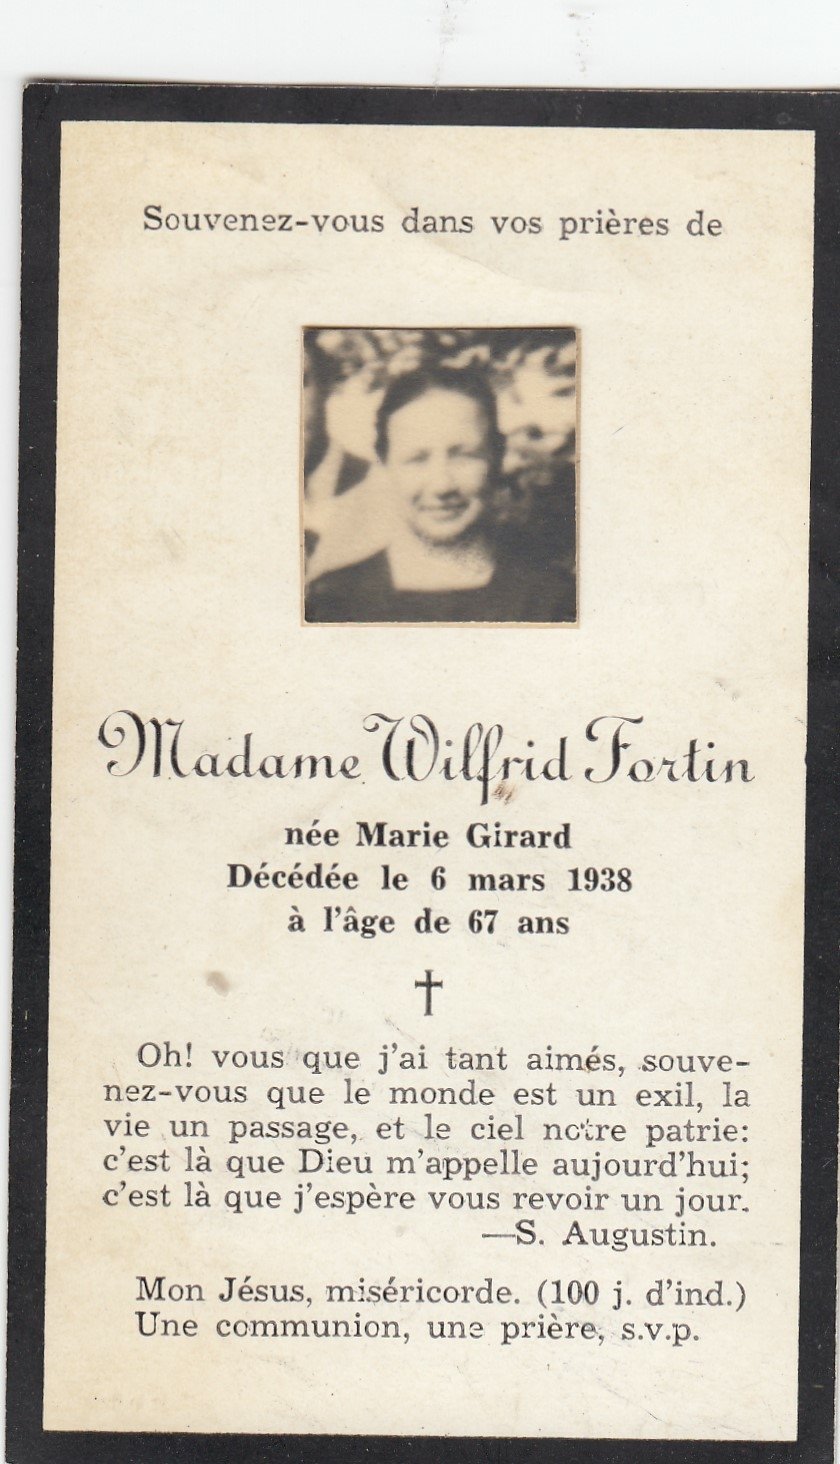 Souvenez-vous dans vos prières de
Madame Wilfrid Fortin
née Marie Girard
Décédée le 6 mars 1938
à l'âge de 67 ans
Oh! vous que j'ai tant aimés, souve-
nez-vous que le monde est un exil, la
vie un passage, et le ciel notre patrie:
c'est là que Dieu m'appelle aujourd'hui;
c'est là que j'espère vous revoir un jour.
—S. Augustin.
Mon Jésus, miséricorde. (100 j. d'ind.)
Une communion, une prière, s.v.p.